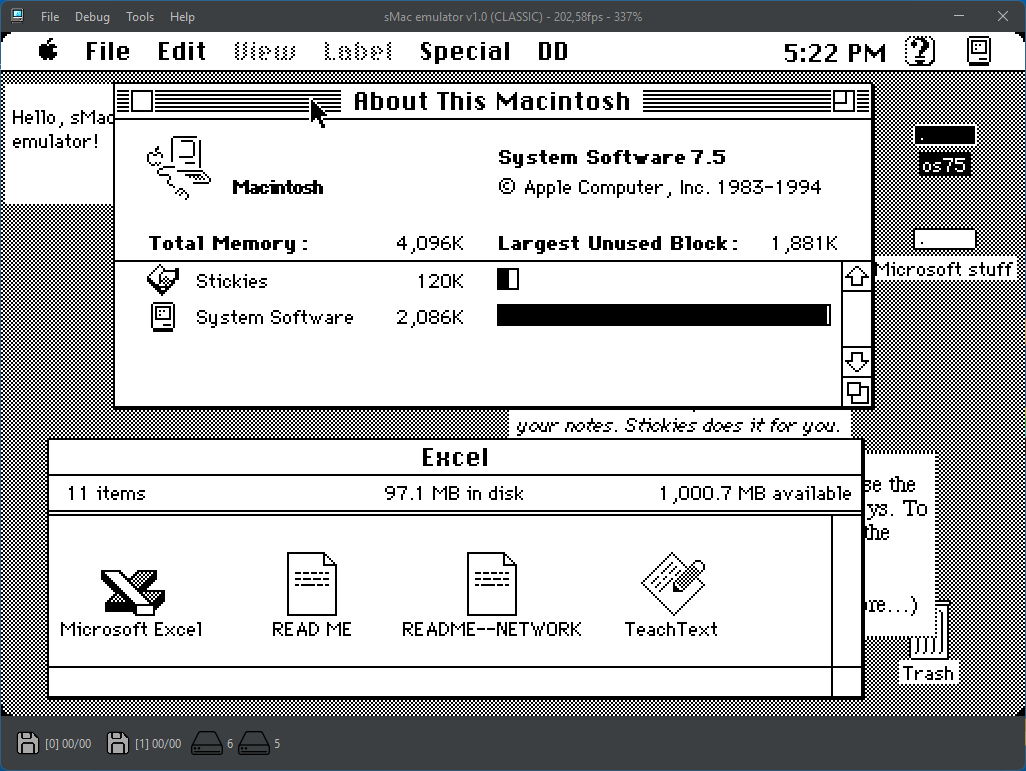 File Debug Tools Help sMac emulator v1.0 (CLASSIC) - 202,58fps - 337%
File Edit View Label Special DD 5:22 PM
About This Macintosh
Hello, sMac
emulator!
System Software 7.5
Macintosh © Apple Computer, Inc. 1983-1994
os75
Total Memory: 4,096K Largest Unused Block: 1,881K
Stickies 120K
Microsoft stuff
System Software 2,086K
your notes. Stickies does it for you.
Excel
11 items 97.1 MB in disk 1,000.7 MB available
se the
ys. To
the
ore...)
Microsoft Excel READ ME README--NETWORK TeachText
Trash
[0] 00/00 [1] 00/00 6 5